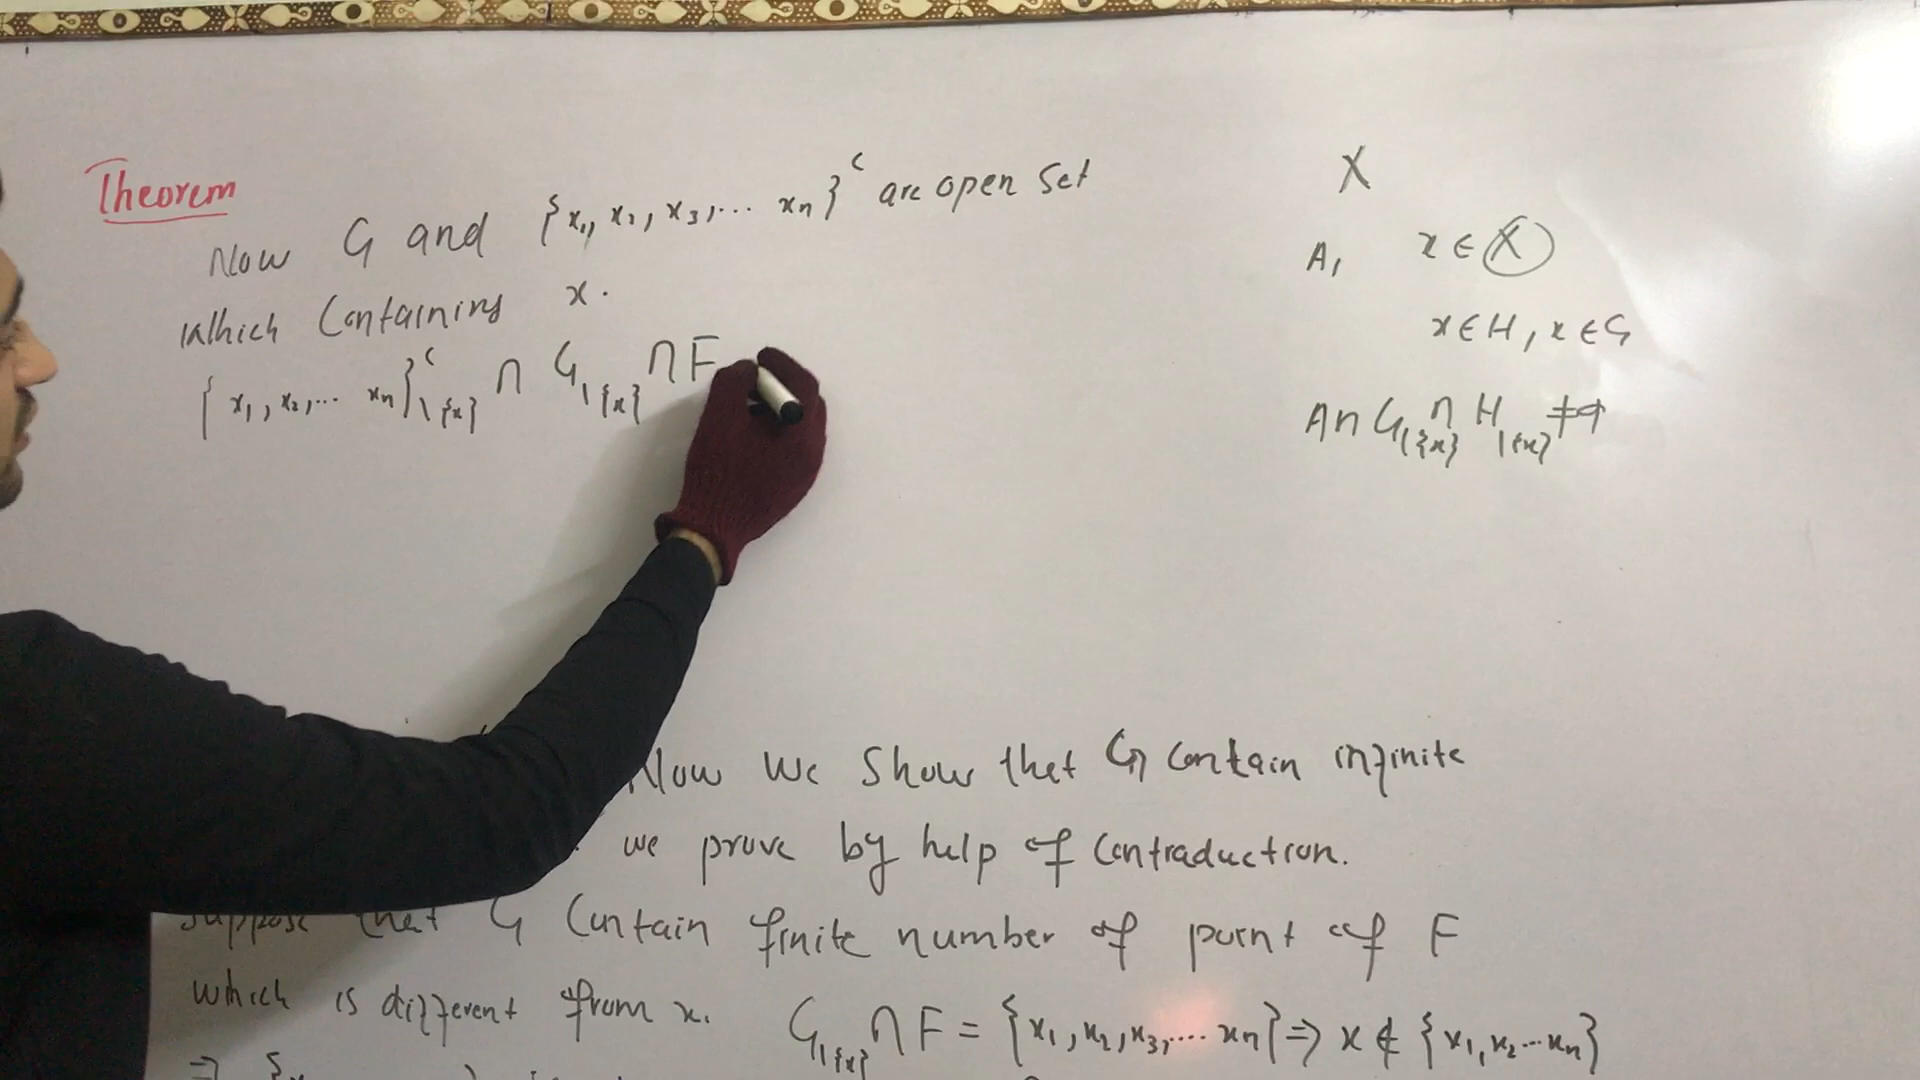 Theorem
Now G and {x₁, x₂, x₃, ... xₙ}ᶜ are open Set
which Containing x.
{x₁, x₂, ... xₙ}ᶜ\{x} ∩ G\{x} ∩ F
X
A, x ∈ X
x ∈ H, x ∈ G
A ∩ G\{x} ∩ H\{x} ≠ φ
Now we Show that G contain infinite
we prove by help of Contraduction.
Suppose that G Contain finite number of point of F
which is different from x. G\{x} ∩ F = {x₁, x₂, x₃, .... xₙ} ⇒ x ∉ {x₁, x₂ ... xₙ}